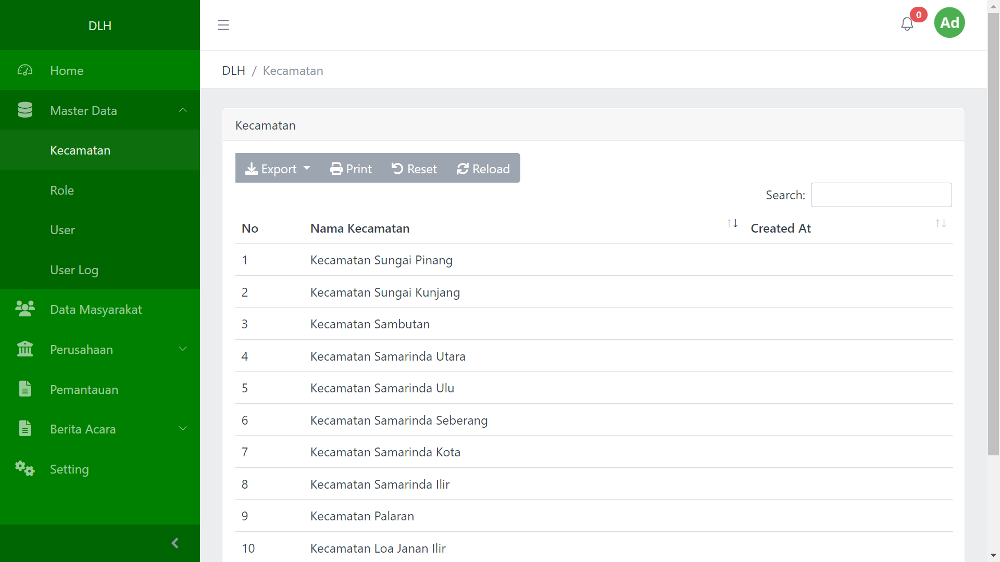 DLH
0
Ad
Home
Master Data
Kecamatan
Role
User
User Log
Data Masyarakat
Perusahaan
Pemantauan
Berita Acara
Setting
DLH / Kecamatan
Kecamatan
Export Print Reset Reload
Search:
No Nama Kecamatan Created At
1 Kecamatan Sungai Pinang
2 Kecamatan Sungai Kunjang
3 Kecamatan Sambutan
4 Kecamatan Samarinda Utara
5 Kecamatan Samarinda Ulu
6 Kecamatan Samarinda Seberang
7 Kecamatan Samarinda Kota
8 Kecamatan Samarinda Ilir
9 Kecamatan Palaran
10 Kecamatan Loa Janan Ilir